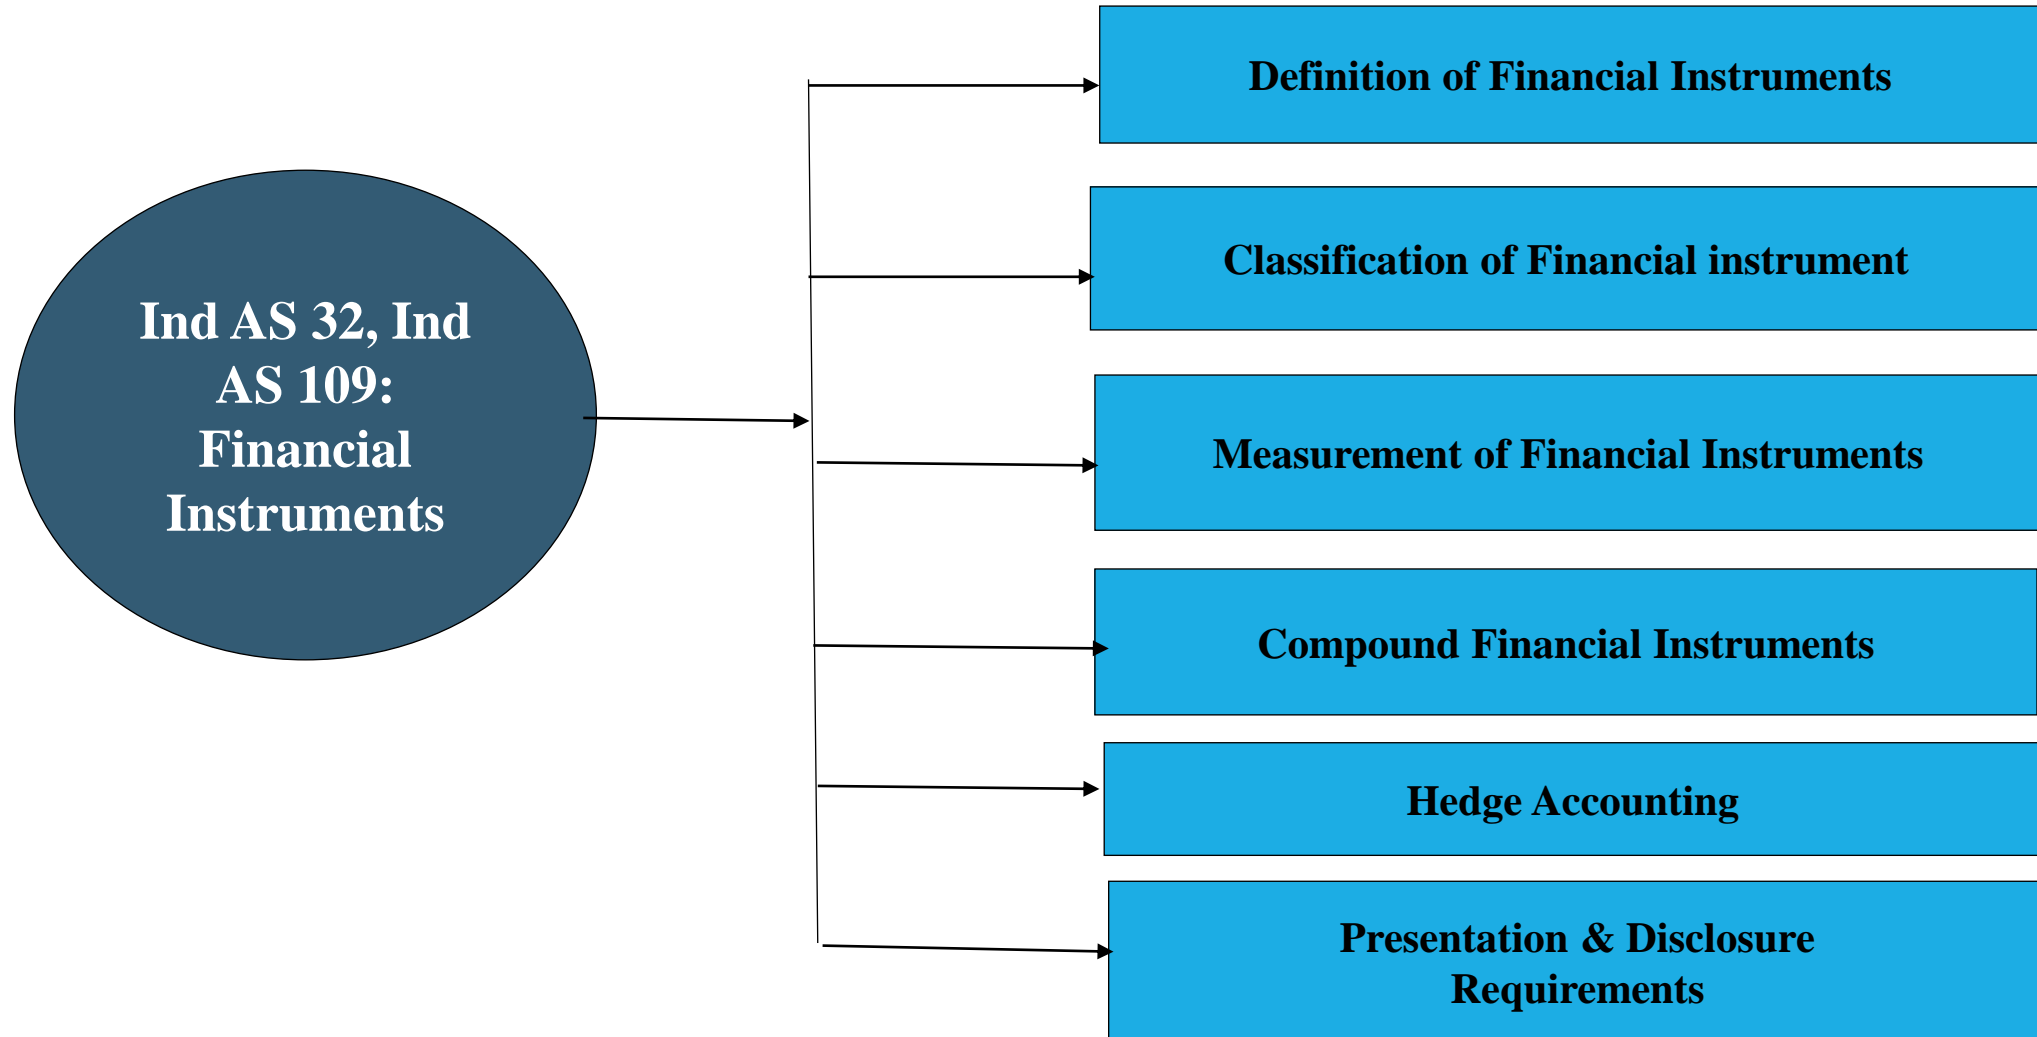 Ind AS 32, Ind
AS 109:
Financial
Instruments
Definition of Financial Instruments
Classification of Financial instrument
Measurement of Financial Instruments
Compound Financial Instruments
Hedge Accounting
Presentation & Disclosure
Requirements